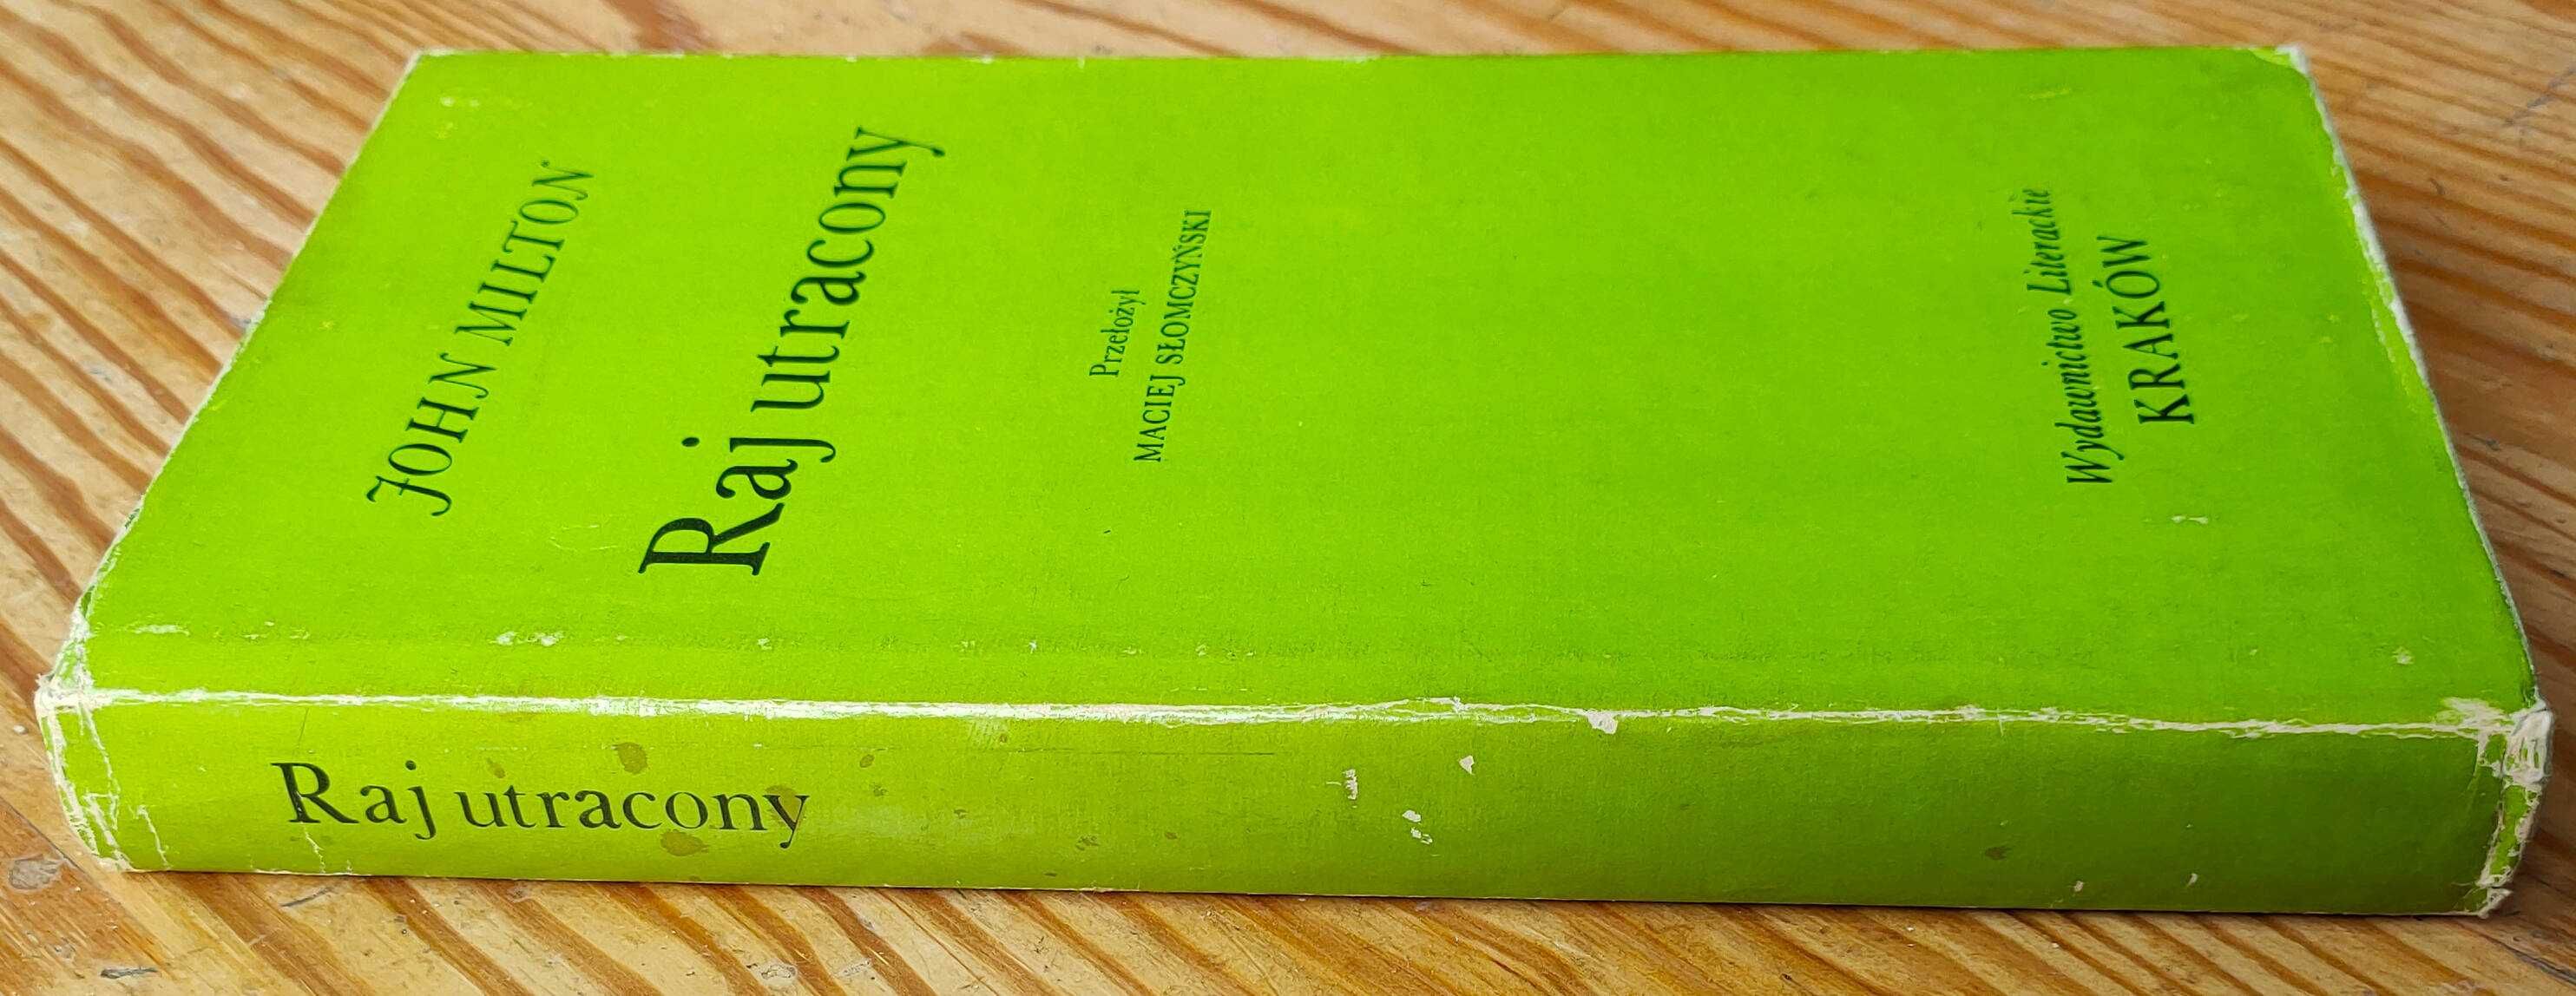 JOHN MILTON
Raj utracony
Przełożył
MACIEJ SŁOMCZYŃSKI
Wydawnictwo Literackie
KRAKÓW
Raj utracony